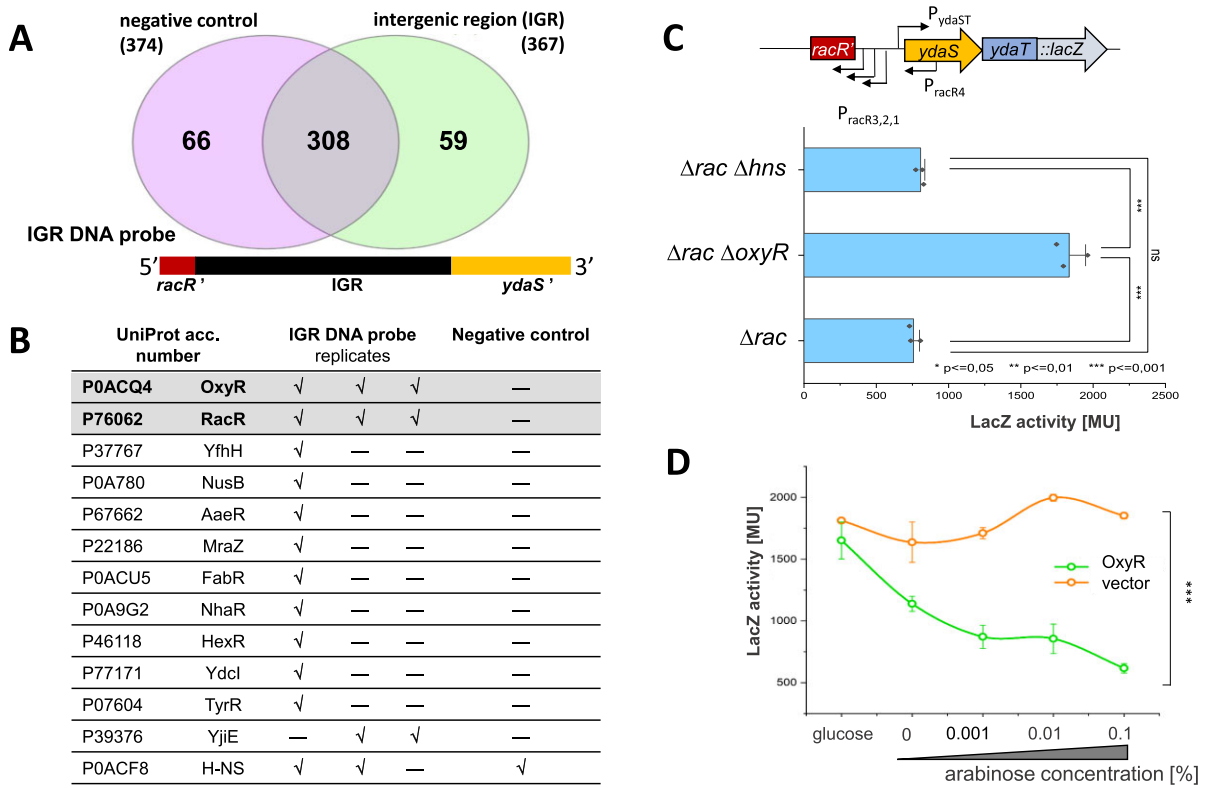 A
negative control
(374)
intergenic region (IGR)
(367)
66
308
59
IGR DNA probe
5’
3’
racR’
IGR
ydaS’
B
UniProt acc. number
IGR DNA probe replicates
Negative control
P0ACQ4 OxyR √ √ √ —
P76062 RacR √ √ √ —
P37767 YfhH √ — — —
P0A780 NusB √ — — —
P67662 AaeR √ — — —
P22186 MraZ √ — — —
P0ACU5 FabR √ — — —
P0A9G2 NhaR √ — — —
P46118 HexR √ — — —
P77171 YdcI √ — — —
P07604 TyrR √ — — —
P39376 YjiE — √ √ —
P0ACF8 H-NS √ √ — √
C
PydaST
racR’
ydaS
ydaT
::lacZ
PracR4
PracR3,2,1
Δrac Δhns
Δrac ΔoxyR
Δrac
***
***
ns
* p<=0,05 ** p<=0,01 *** p<=0,001
0 500 1000 1500 2000 2500
LacZ activity [MU]
D
LacZ activity [MU]
2000
1500
1000
500
OxyR
vector
***
glucose 0 0.001 0.01 0.1
arabinose concentration [%]